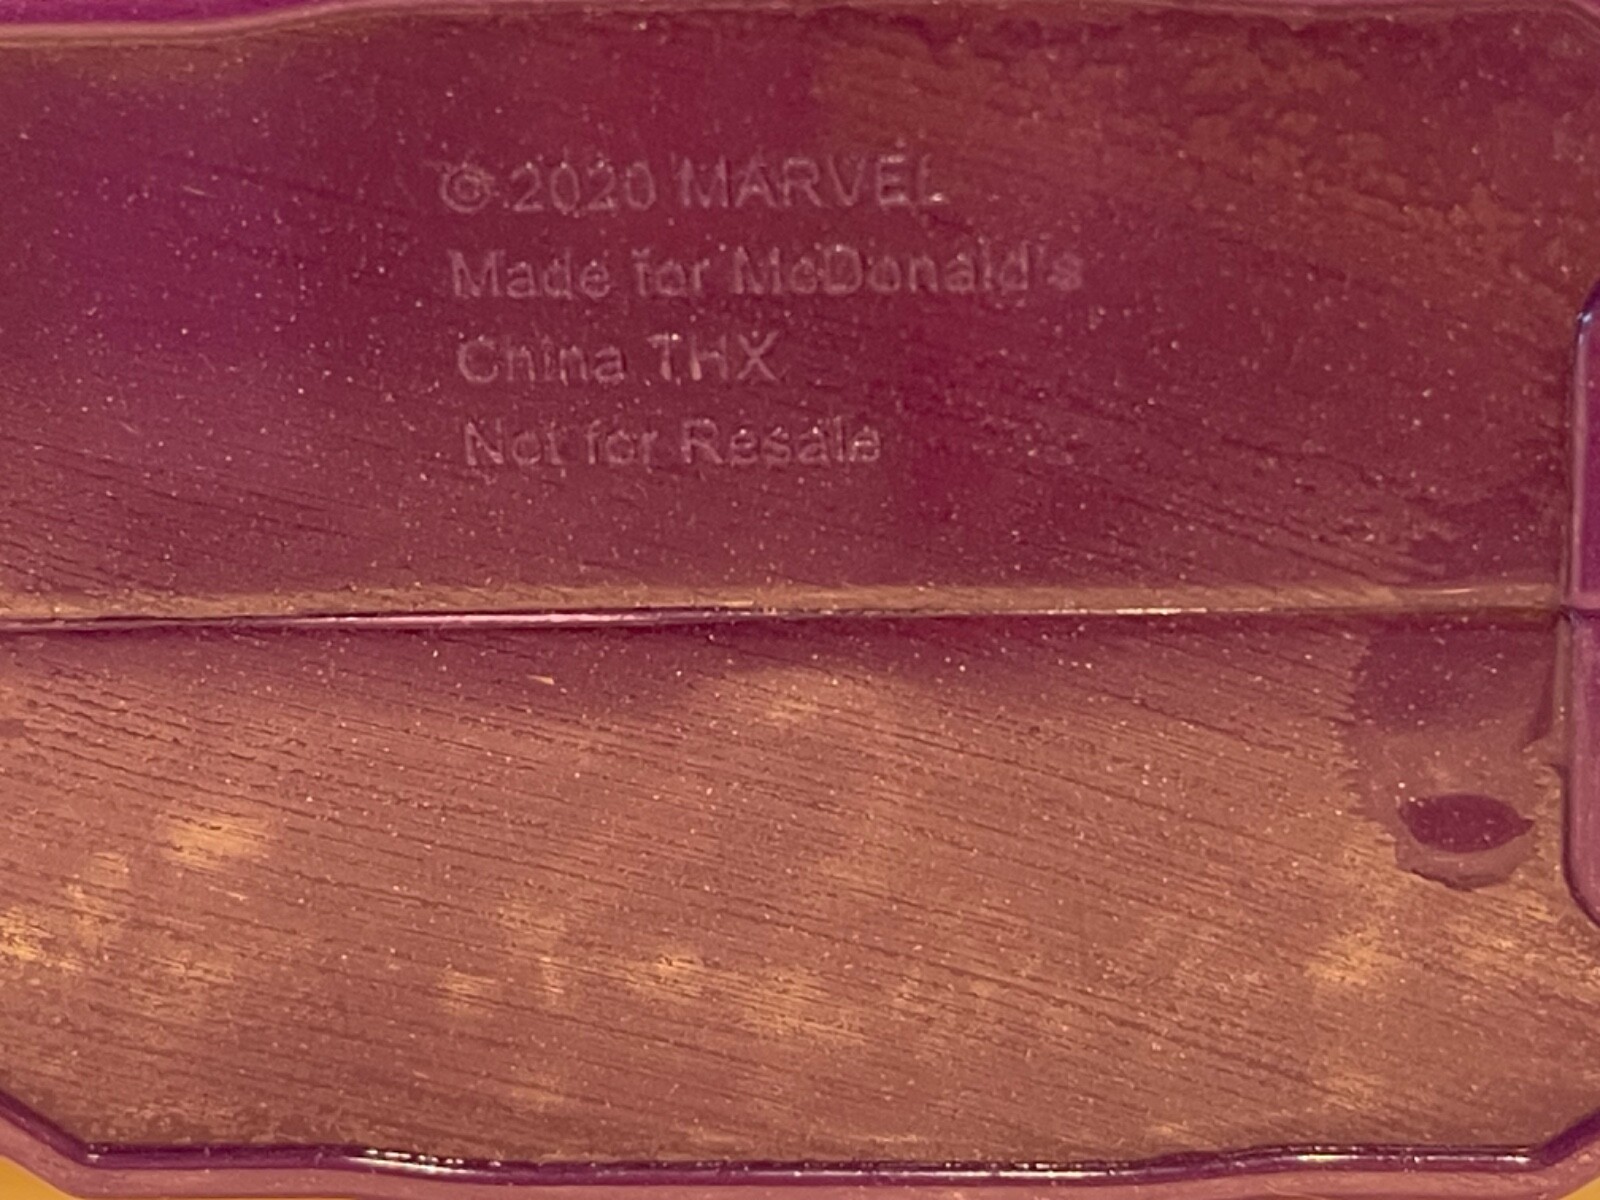 © 2020 MARVEL
Made for McDonald's
China THX
Not for Resale